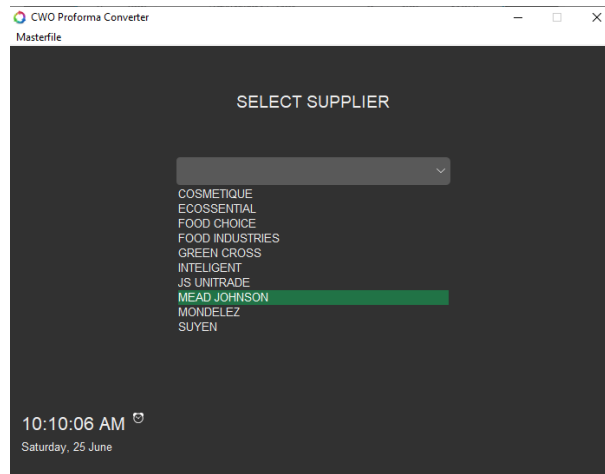 CWO Proforma Converter
Masterfile
SELECT SUPPLIER
COSMETIQUE
ECOSSENTIAL
FOOD CHOICE
FOOD INDUSTRIES
GREEN CROSS
INTELIGENT
JS UNITRADE
MEAD JOHNSON
MONDELEZ
SUYEN
10:10:06 AM
Saturday, 25 June